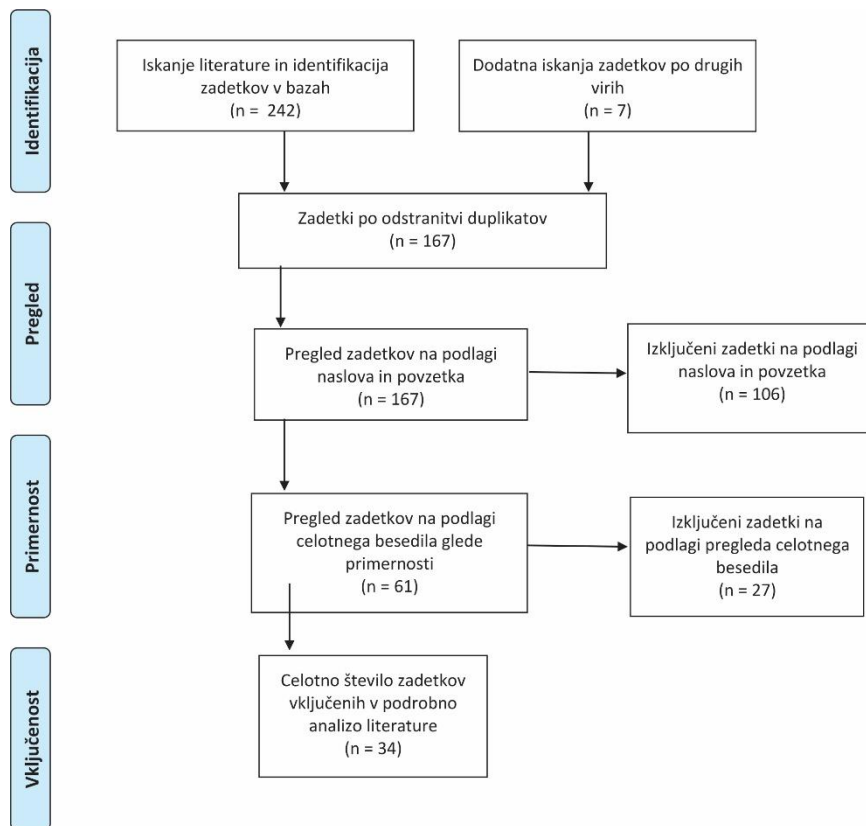 Identifikacija
Iskanje literature in identifikacija
zadetkov v bazah
(n = 242)
Dodatna iskanja zadetkov po drugih
virih
(n = 7)
Zadetki po odstranitvi duplikatov
(n = 167)
Pregled
Pregled zadetkov na podlagi
naslova in povzetka
(n = 167)
Izključeni zadetki na podlagi
naslova in povzetka
(n = 106)
Primernost
Pregled zadetkov na podlagi
celotnega besedila glede
primernosti
(n = 61)
Izključeni zadetki na
podlagi pregleda celotnega
besedila
(n = 27)
Vključenost
Celotno število zadetkov
vključenih v podrobno
analizo literature
(n = 34)